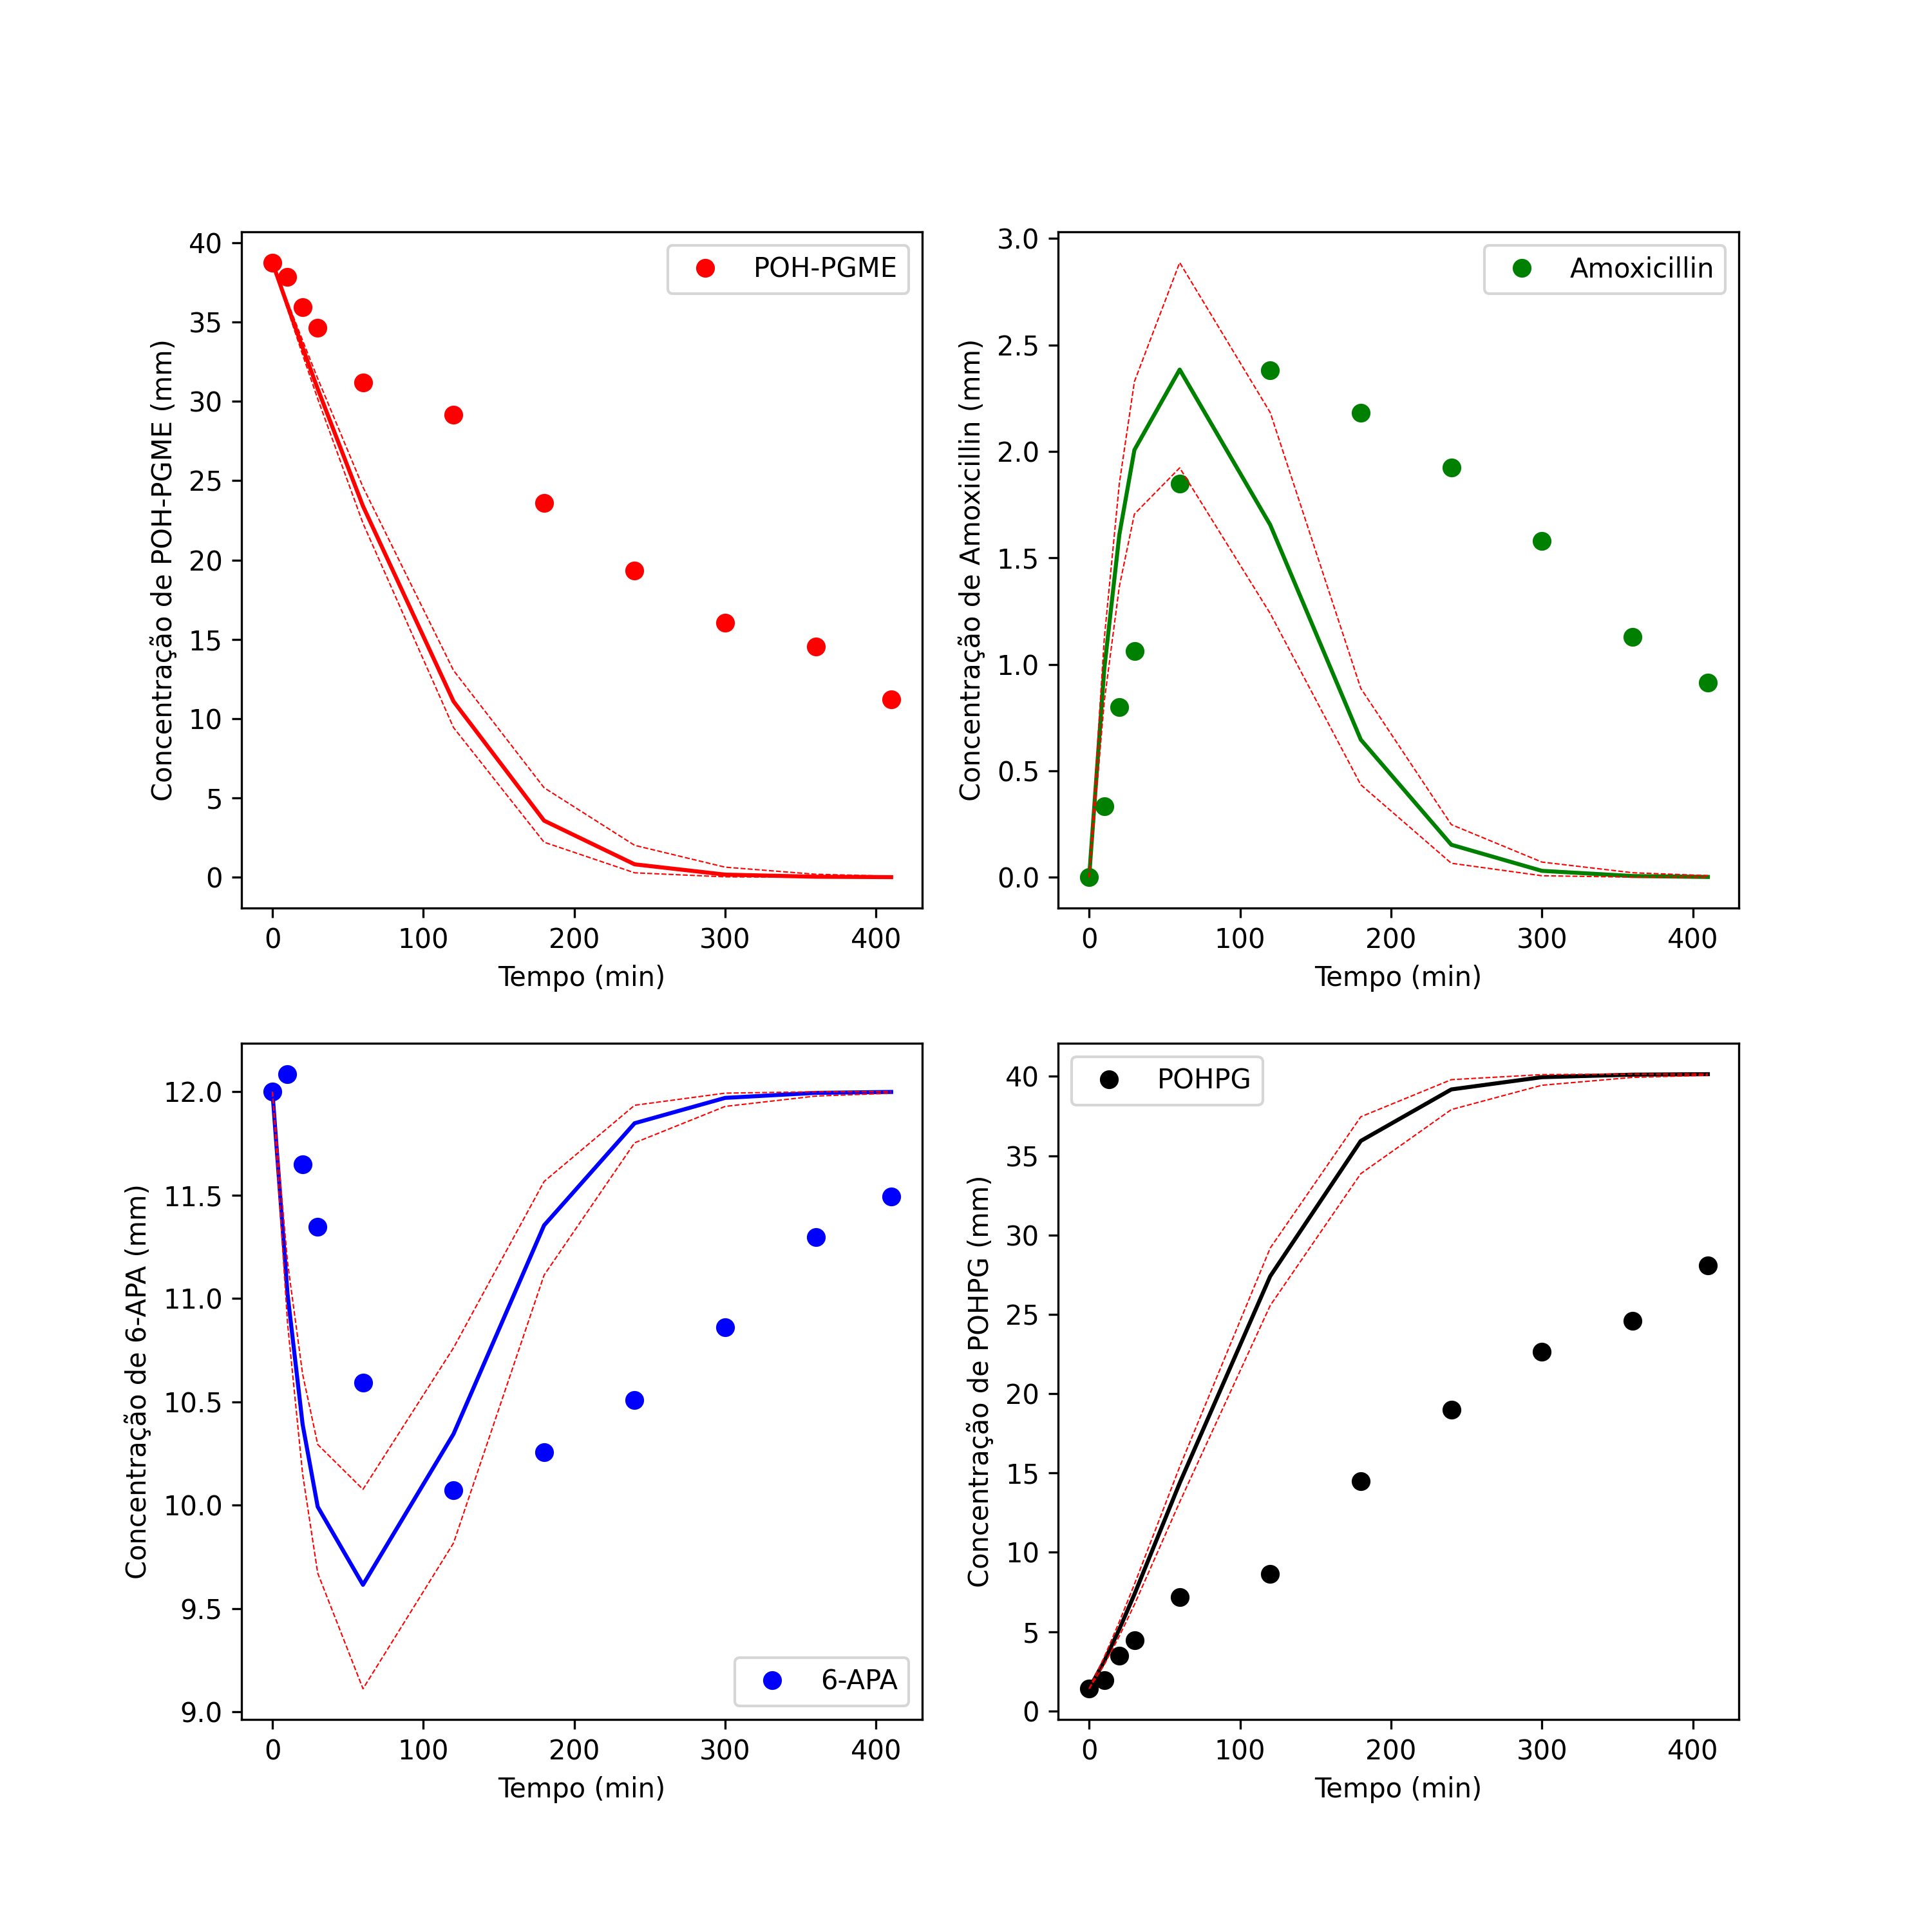 Concentração de POH-PGME (mm)
40
35
30
25
20
15
10
5
0
POH-PGME
0 100 200 300 400
Tempo (min)
Concentração de Amoxicillin (mm)
3.0
2.5
2.0
1.5
1.0
0.5
0.0
Amoxicillin
0 100 200 300 400
Tempo (min)
Concentração de 6-APA (mm)
12.0
11.5
11.0
10.5
10.0
9.5
9.0
6-APA
0 100 200 300 400
Tempo (min)
Concentração de POHPG (mm)
40
35
30
25
20
15
10
5
0
POHPG
0 100 200 300 400
Tempo (min)